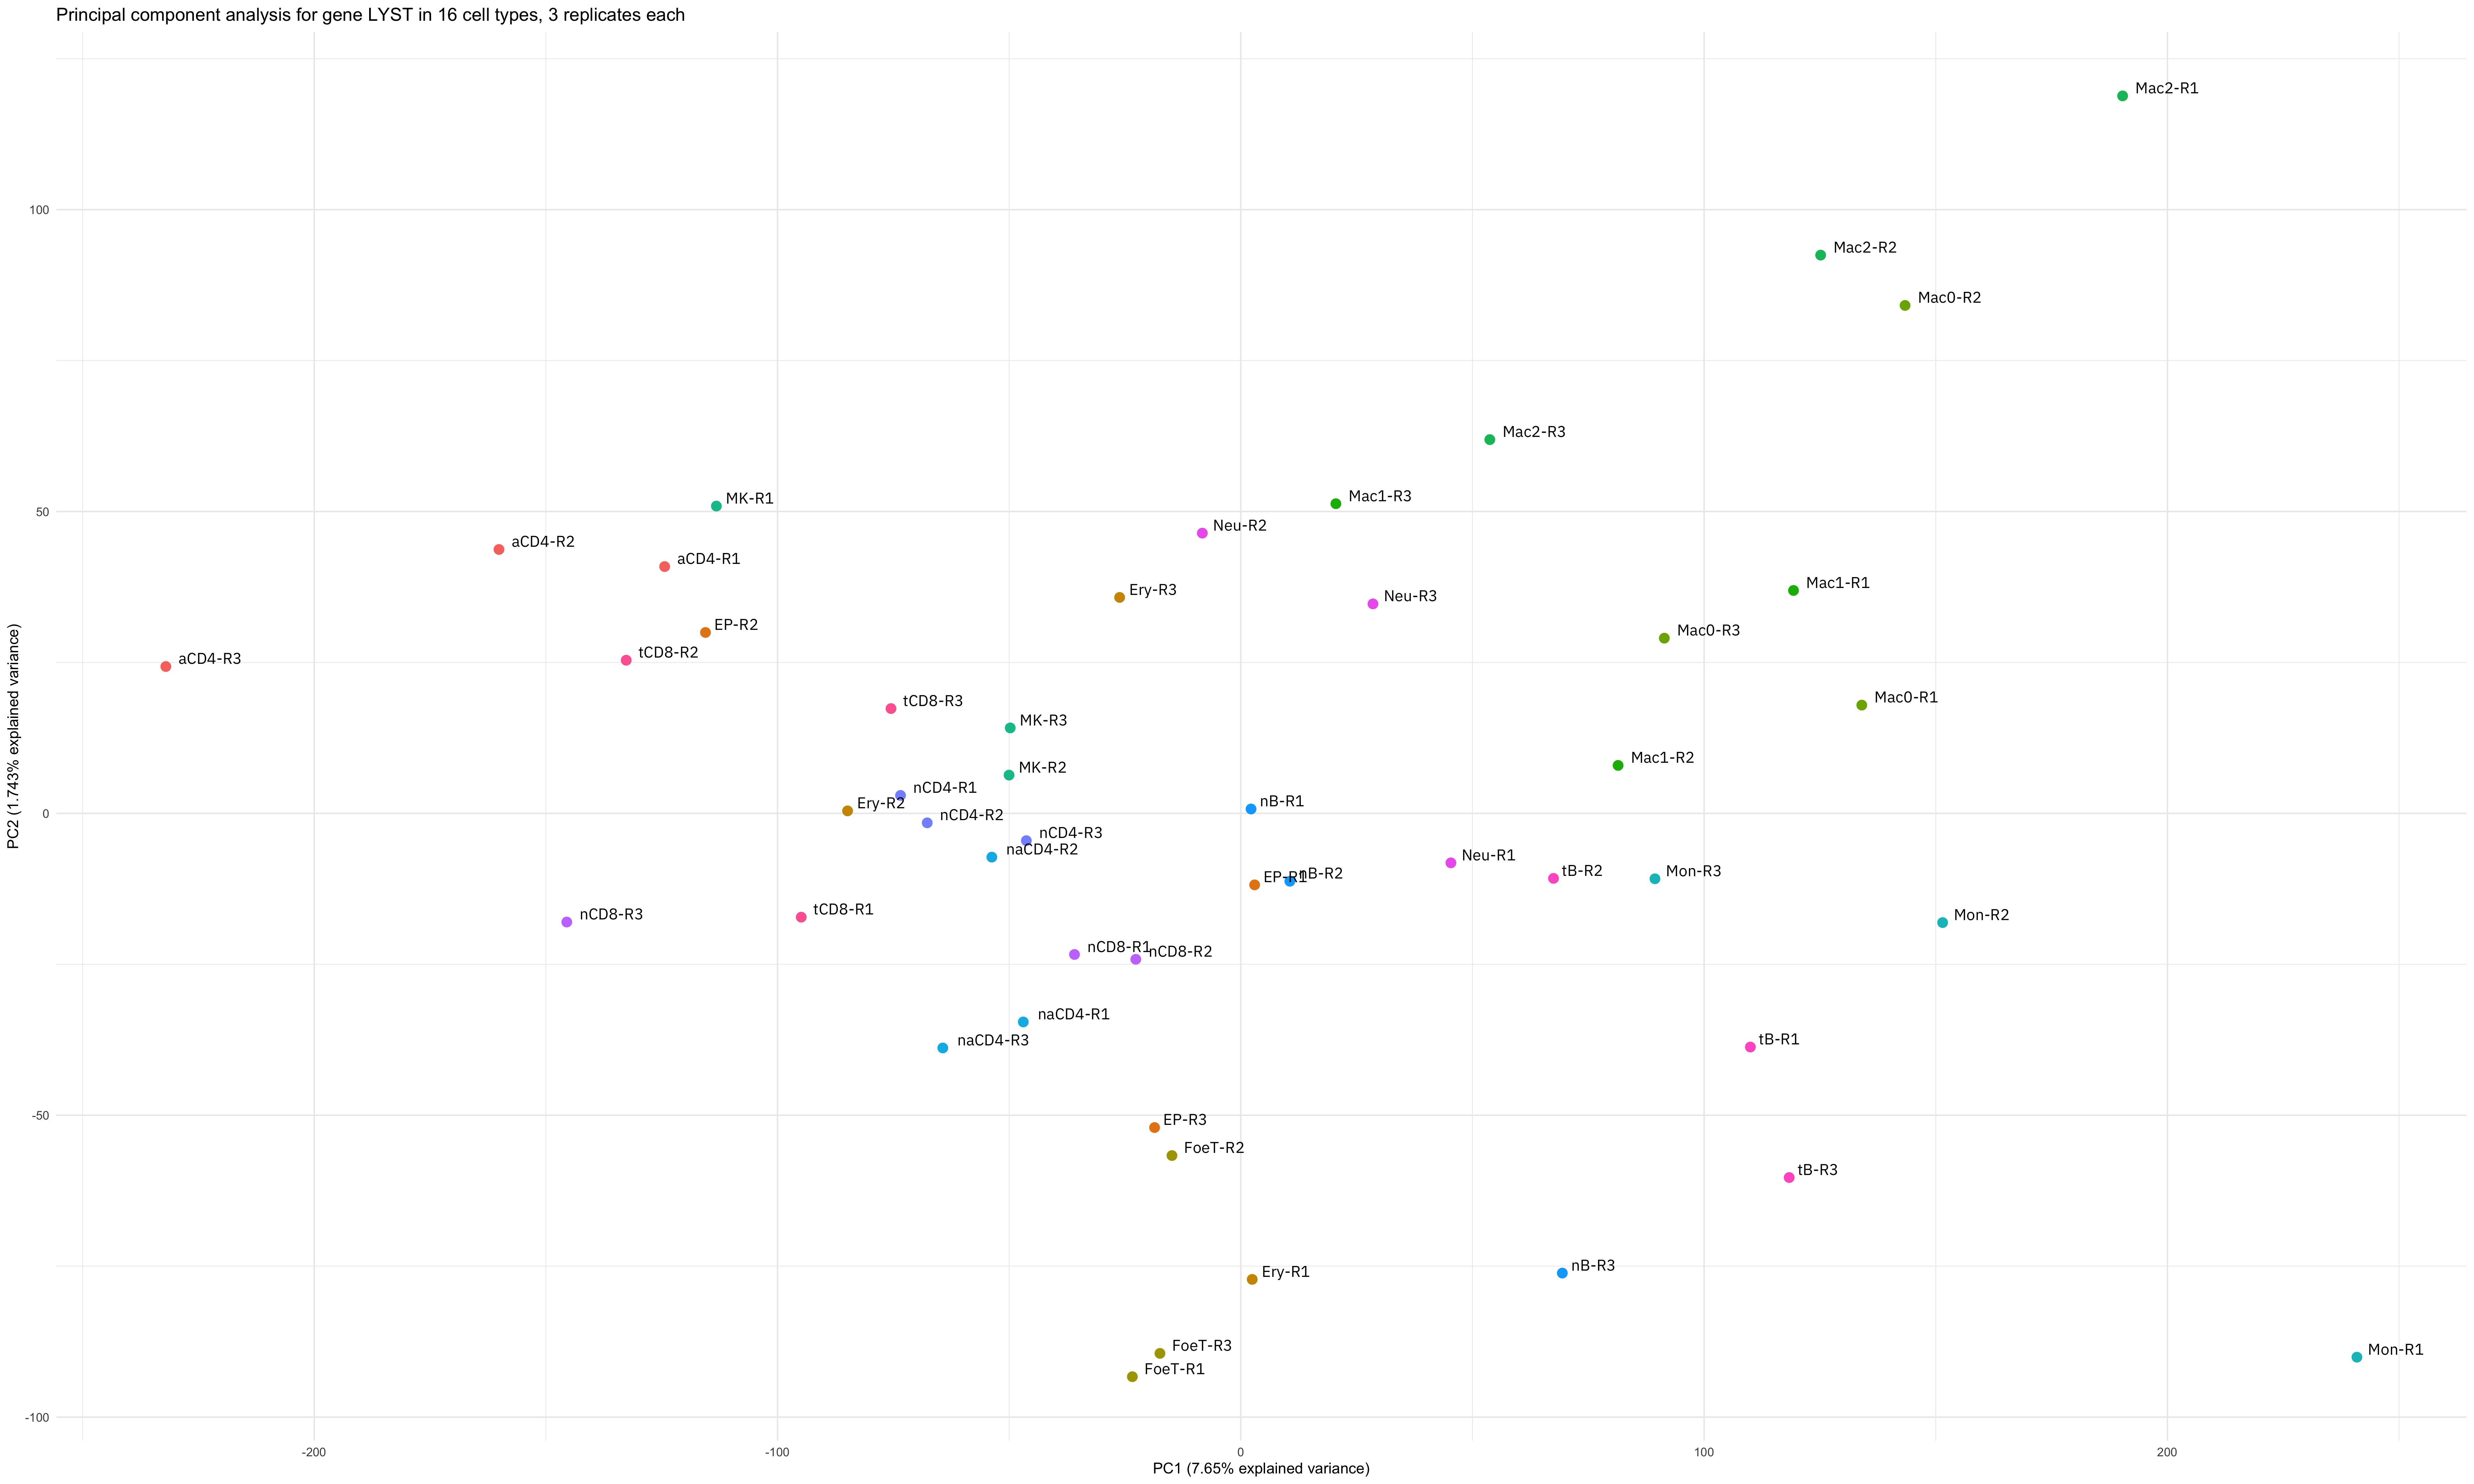 Principal component analysis for gene LYST in 16 cell types, 3 replicates each
Mac2-R1
100
Mac2-R2
Mac0-R2
Mac2-R3
MK-R1
Mac1-R3
50
Neu-R2
aCD4-R2
aCD4-R1
Ery-R3
Mac1-R1
Neu-R3
EP-R2
Mac0-R3
tCD8-R2
aCD4-R3
Mac0-R1
tCD8-R3
MK-R3
Mac1-R2
MK-R2
nCD4-R1
nB-R1
Ery-R2
0
nCD4-R2
nCD4-R3
naCD4-R2
Neu-R1
tB-R2
Mon-R3
EP-R1
nB-R2
tCD8-R1
nCD8-R3
Mon-R2
nCD8-R1
nCD8-R2
naCD4-R1
naCD4-R3
tB-R1
-50
EP-R3
FoeT-R2
tB-R3
nB-R3
Ery-R1
FoeT-R3
Mon-R1
FoeT-R1
-100
-200
-100
0
100
200
PC1 (7.65% explained variance)
PC2 (1.743% explained variance)